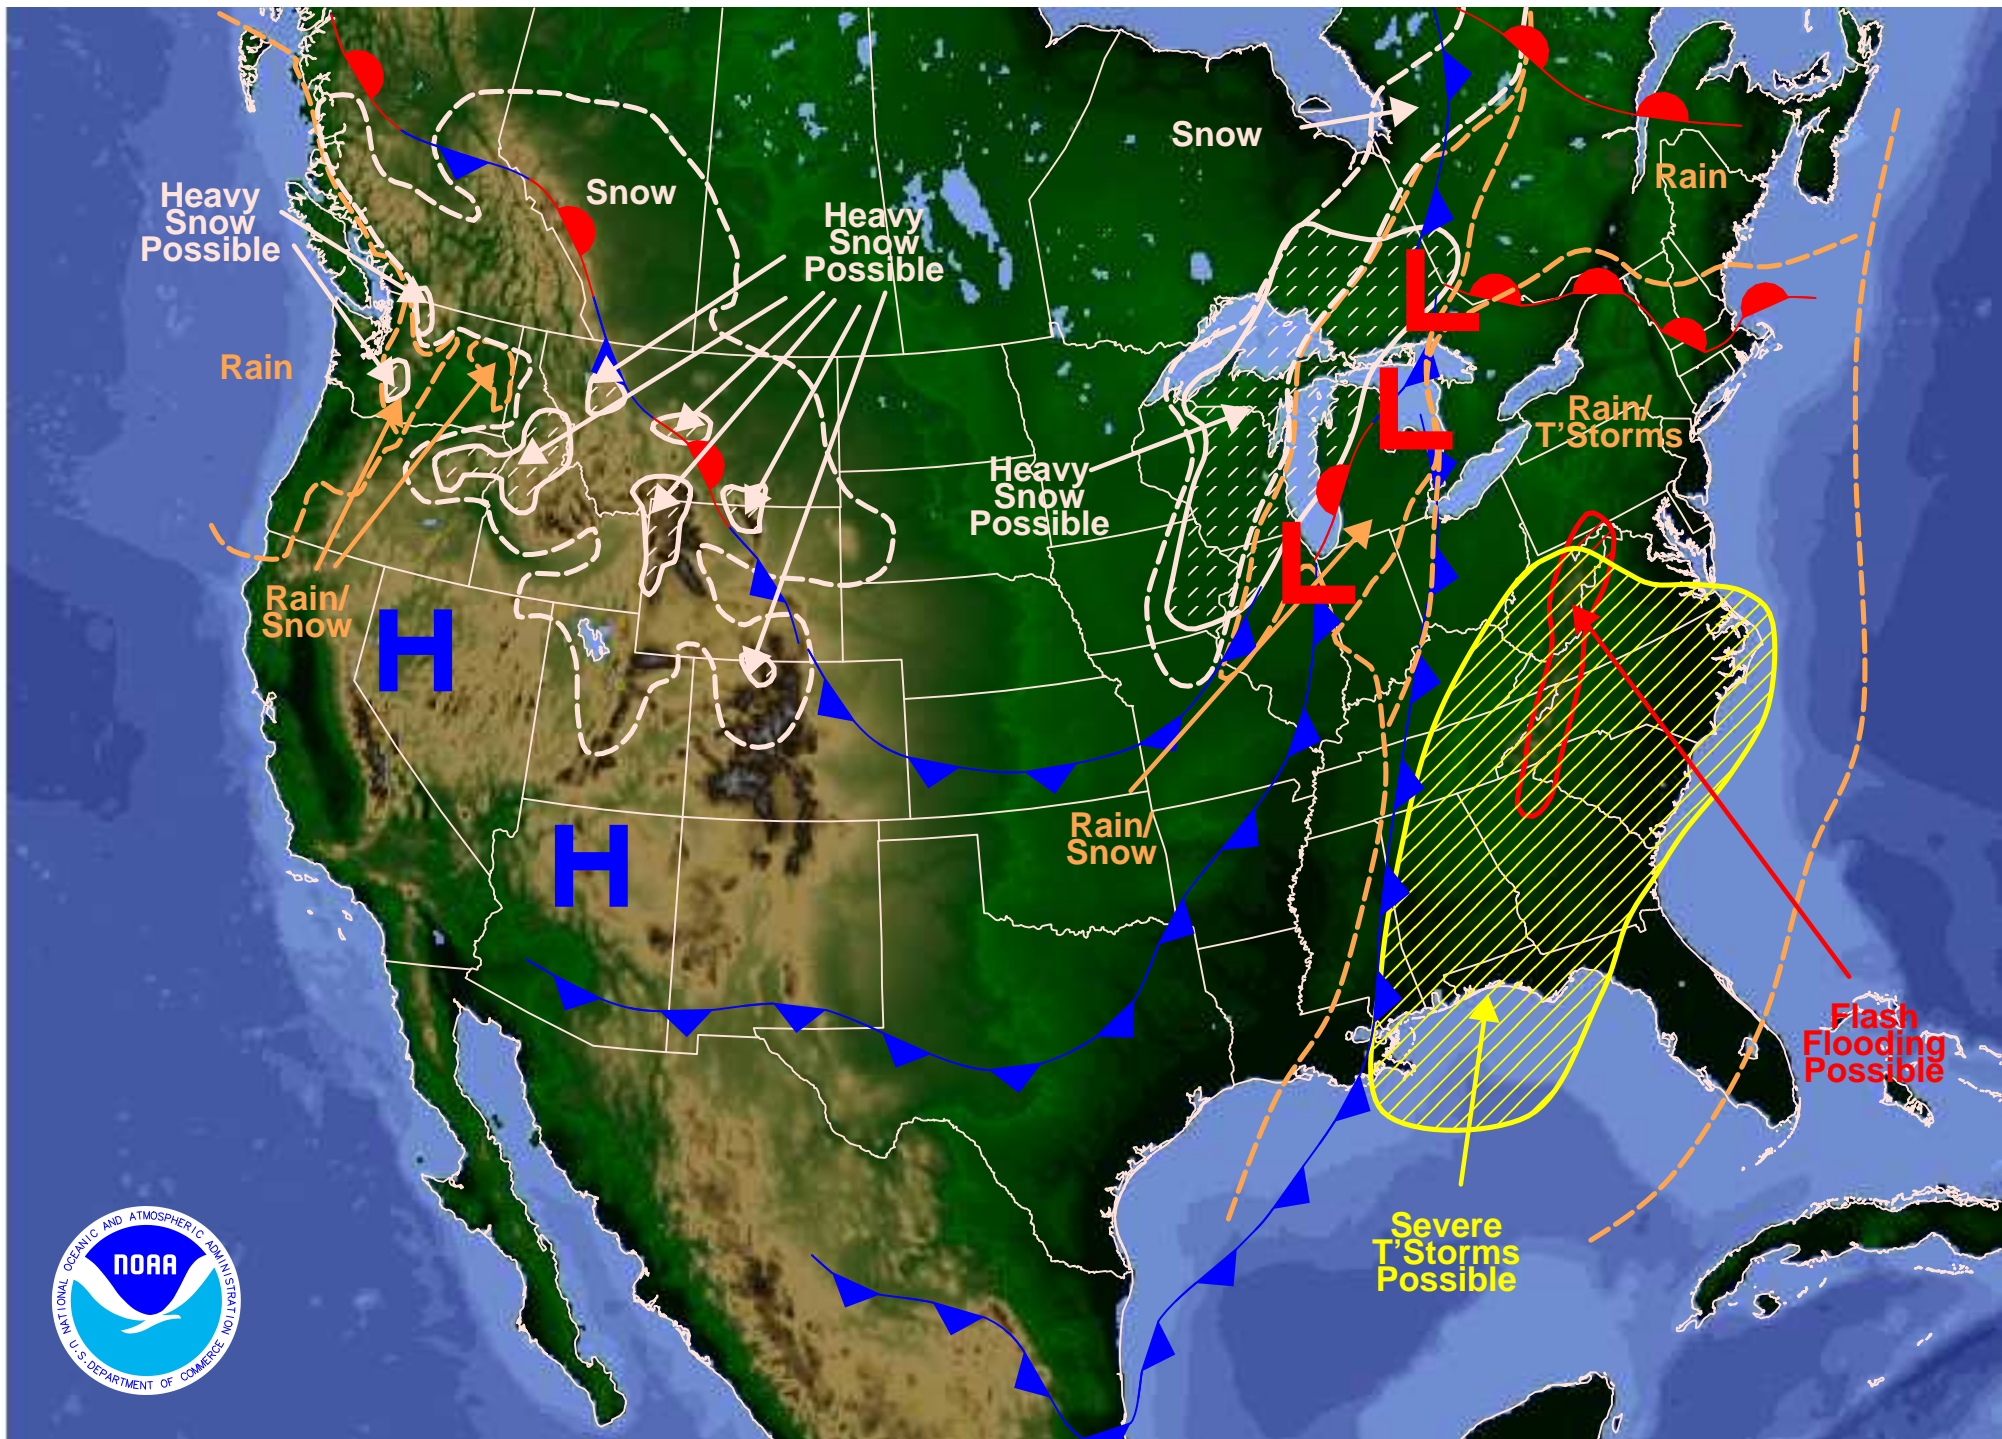 Snow
Rain
Heavy
Snow
Possible
Snow
Heavy
Snow
Possible
Rain
Rain/
T'Storms
Heavy
Snow
Possible
L
L
L
Rain/
Snow
H
H
Rain/
Snow
Flash
Flooding
Possible
Severe
T'Storms
Possible
NATIONAL OCEANIC AND ATMOSPHERIC ADMINISTRATION
NOAA
U.S. DEPARTMENT OF COMMERCE